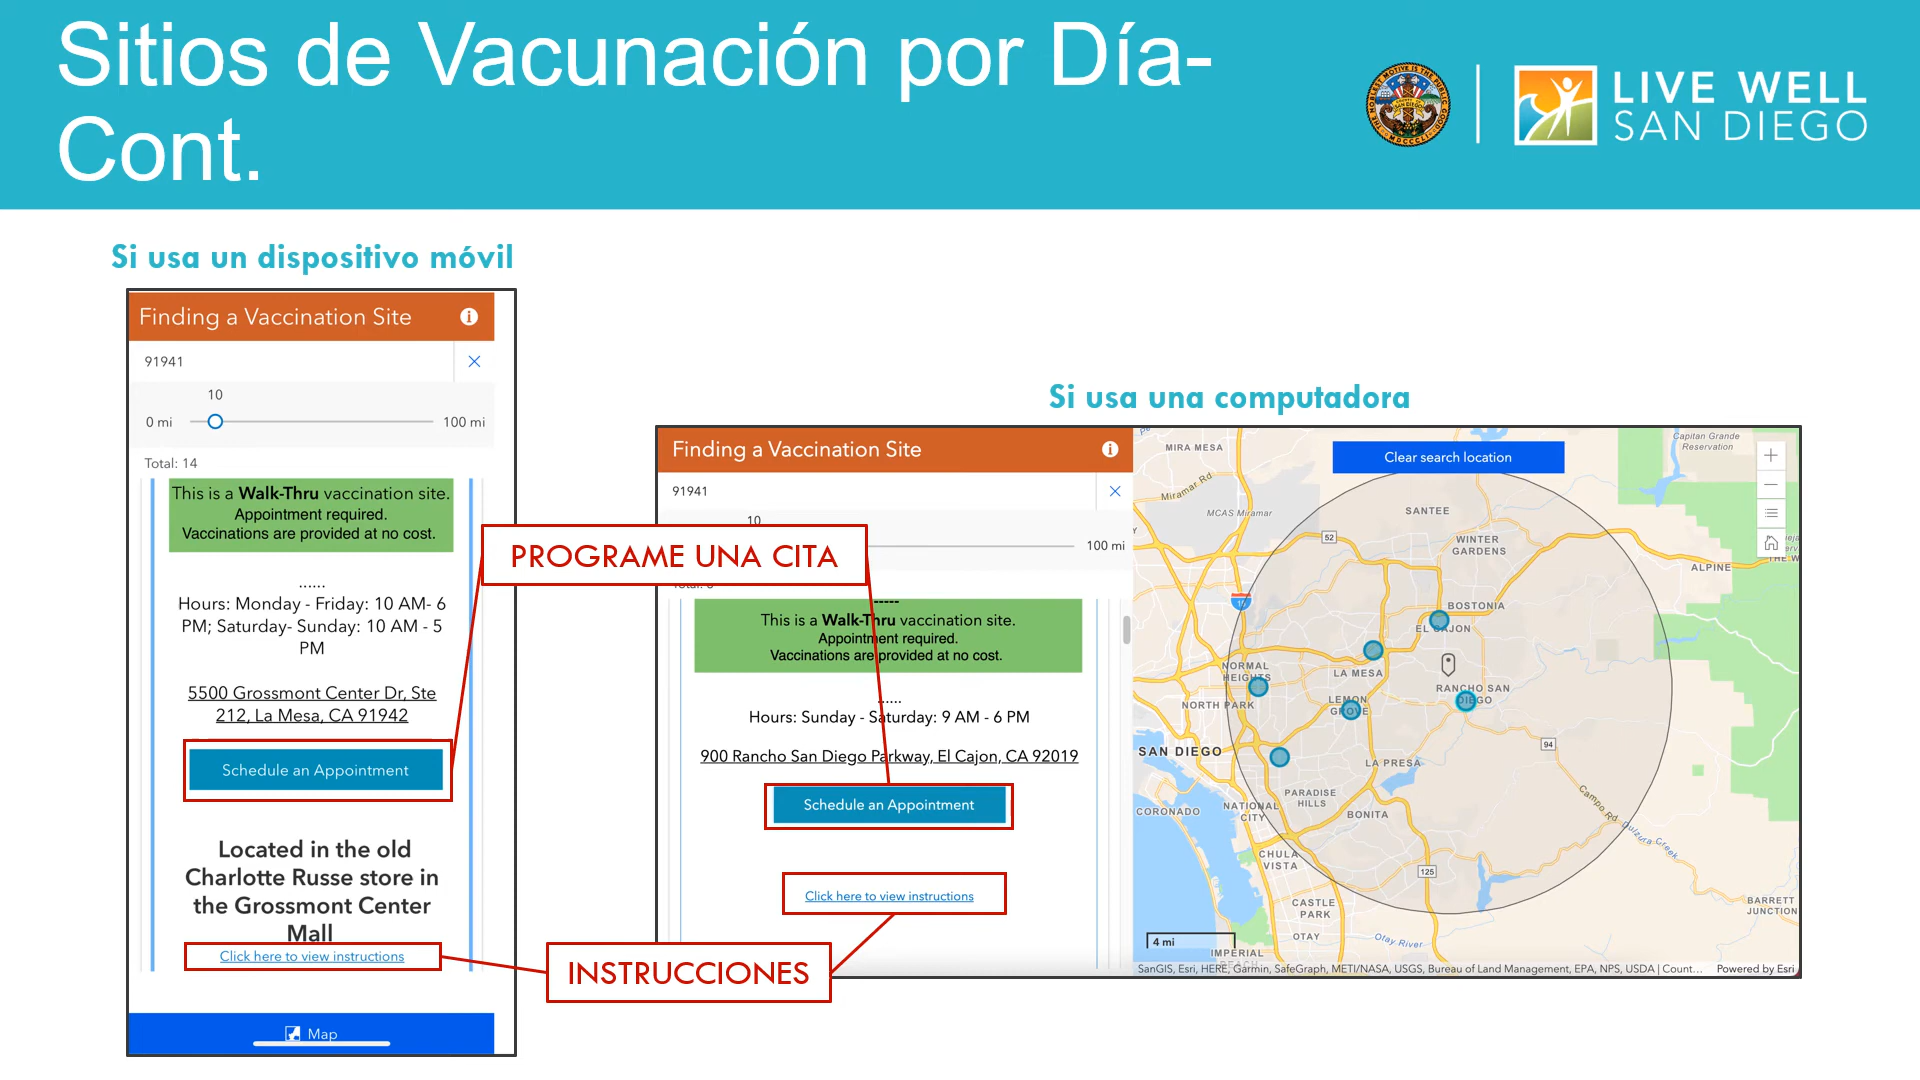 Sitios de Vacunación por Día-
Cont.
LIVE WELL
SAN DIEGO
Si usa un dispositivo móvil
Finding a Vaccination Site
91941
10
0 mi
100 mi
Total: 14
This is a Walk-Thru vaccination site.
Appointment required.
Vaccinations are provided at no cost.
......
Hours: Monday - Friday: 10 AM- 6
PM; Saturday- Sunday: 10 AM - 5
PM
5500 Grossmont Center Dr, Ste
212, La Mesa, CA 91942
Schedule an Appointment
Located in the old
Charlotte Russe store in
the Grossmont Center
Mall
Click here to view instructions
Map
PROGRAME UNA CITA
INSTRUCCIONES
Si usa una computadora
Finding a Vaccination Site
91941
10
100 mi
-----
This is a Walk-Thru vaccination site.
Appointment required.
Vaccinations are provided at no cost.
......
Hours: Sunday - Saturday: 9 AM - 6 PM
900 Rancho San Diego Parkway, El Cajon, CA 92019
Schedule an Appointment
Click here to view instructions
Clear search location
MIRA MESA
Capitan Grande
Reservation
Miramar Rd
MCAS Miramar
SANTEE
52
WINTER
GARDENS
ALPINE
15
BOSTONIA
EL CAJON
NORMAL
HEIGHTS
LA MESA
RANCHO SAN
DIEGO
NORTH PARK
LEMON
GROVE
SAN DIEGO
94
LA PRESA
PARADISE
HILLS
Campo Rd
CORONADO
NATIONAL
CITY
BONITA
Dulzura Creek
CHULA
VISTA
125
CASTLE
PARK
BARRETT
JUNCTION
OTAY
Otay River
4 mi
IMPERIAL
BEACH
SanGIS, Esri, HERE, Garmin, SafeGraph, METI/NASA, USGS, Bureau of Land Management, EPA, NPS, USDA | Count...
Powered by Esri